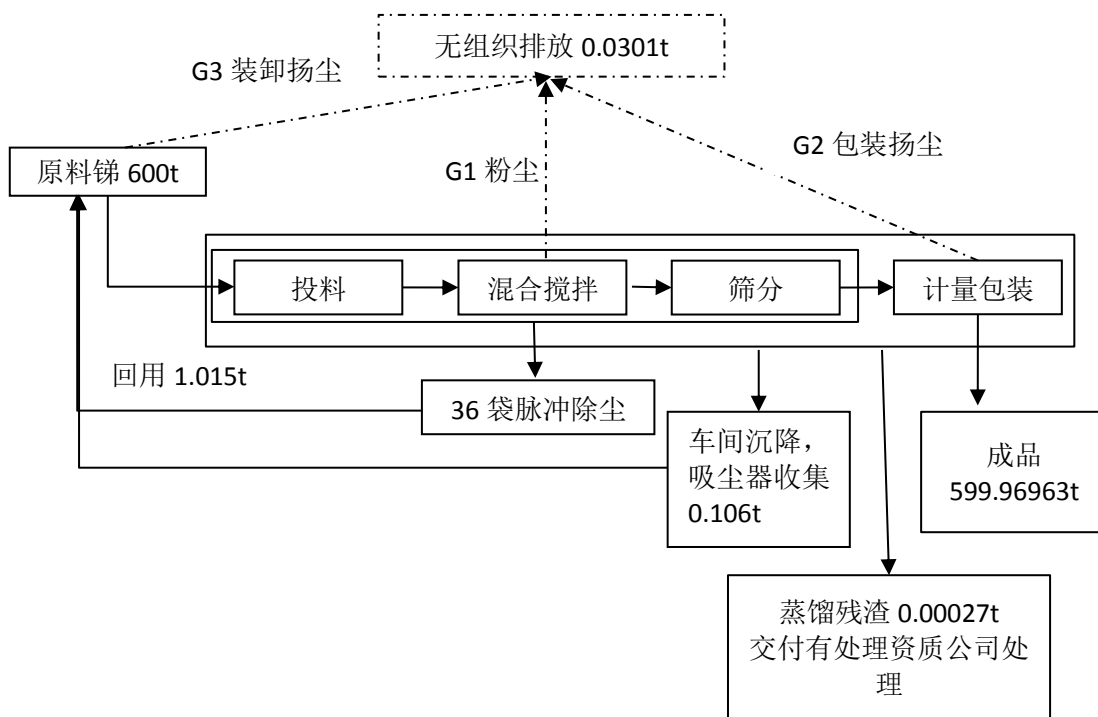 无组织排放 0.0301t
G3 装卸扬尘
G2 包装扬尘
原料锑 600t
G1 粉尘
投料
混合搅拌
筛分
计量包装
回用 1.015t
36 袋脉冲除尘
车间沉降，
吸尘器收集
0.106t
成品
599.96963t
蒸馏残渣 0.00027t
交付有处理资质公司处
理